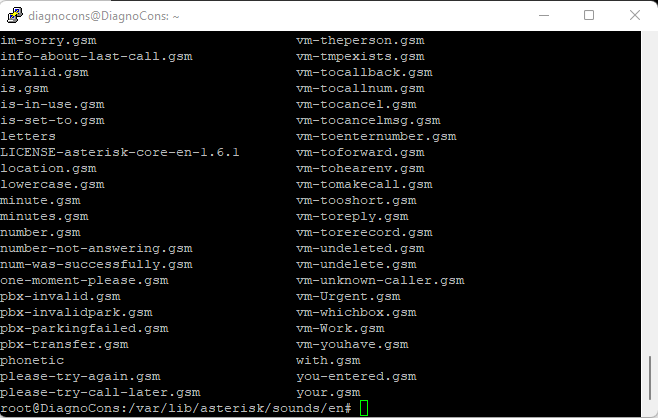 diagnocons@DiagnoCons: ~
im-sorry.gsm vm-theperson.gsm
info-about-last-call.gsm vm-tmpexists.gsm
invalid.gsm vm-tocallback.gsm
is.gsm vm-tocallnum.gsm
is-in-use.gsm vm-tocancel.gsm
is-set-to.gsm vm-tocancelmsg.gsm
letters vm-toenternumber.gsm
LICENSE-asterisk-core-en-1.6.1 vm-toforward.gsm
location.gsm vm-tohearenv.gsm
lowercase.gsm vm-tomakecall.gsm
minute.gsm vm-tooshort.gsm
minutes.gsm vm-toreply.gsm
number.gsm vm-torerecord.gsm
number-not-answering.gsm vm-undeleted.gsm
num-was-successfully.gsm vm-undelete.gsm
one-moment-please.gsm vm-unknown-caller.gsm
pbx-invalid.gsm vm-Urgent.gsm
pbx-invalidpark.gsm vm-whichbox.gsm
pbx-parkingfailed.gsm vm-Work.gsm
pbx-transfer.gsm vm-youhave.gsm
phonetic with.gsm
please-try-again.gsm you-entered.gsm
please-try-call-later.gsm your.gsm
root@DiagnoCons:/var/lib/asterisk/sounds/en#